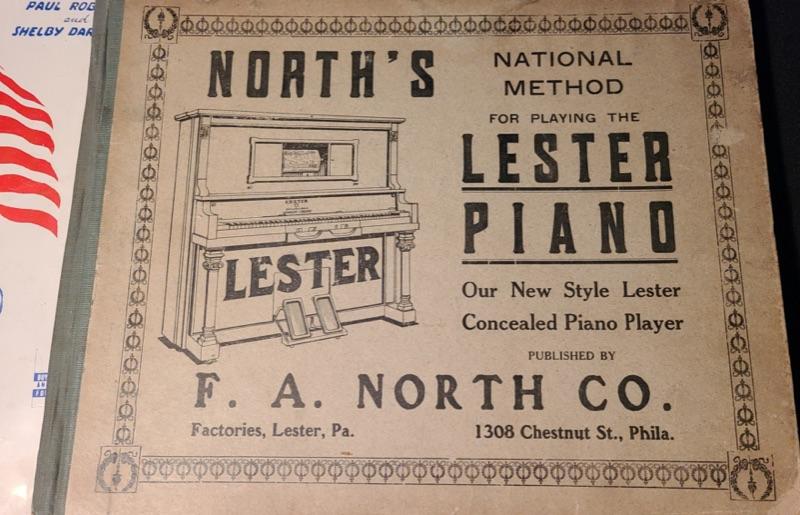 PAUL ROB
and
SHELBY DAR
NORTH'S
NATIONAL
METHOD
FOR PLAYING THE
LESTER
PIANO
LESTER
Our New Style Lester
Concealed Piano Player
PUBLISHED BY
F. A. NORTH CO.
Factories, Lester, Pa.
1308 Chestnut St., Phila.